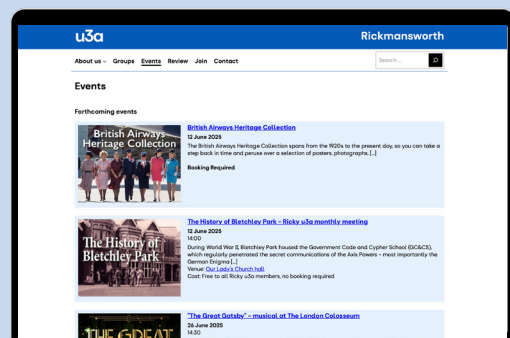 u3a
Rickmansworth
About us
Groups
Events
Review
Join
Contact
Search ...
Events
Forthcoming events
British Airways
Heritage Collection
British Airways Heritage Collection
12 June 2025
The British Airways Heritage Collection spans from the 1920s to the present day, so you can take a
step back in time and peruse over a selection of posters, photographs, [...]
Booking Required
The History of
Bletchley Park
The History of Bletchley Park - Ricky u3a monthly meeting
12 June 2025
14:00
During World War II, Bletchley Park housed the Government Code and Cypher School (GC&CS),
which regularly penetrated the secret communications of the Axis Powers – most importantly the
German Enigma [...]
Venue: Our Lady's Church hall
Cost: Free to all Ricky u3a members, no booking required
THE GREAT
"The Great Gatsby" - musical at The London Colosseum
26 June 2025
14:30